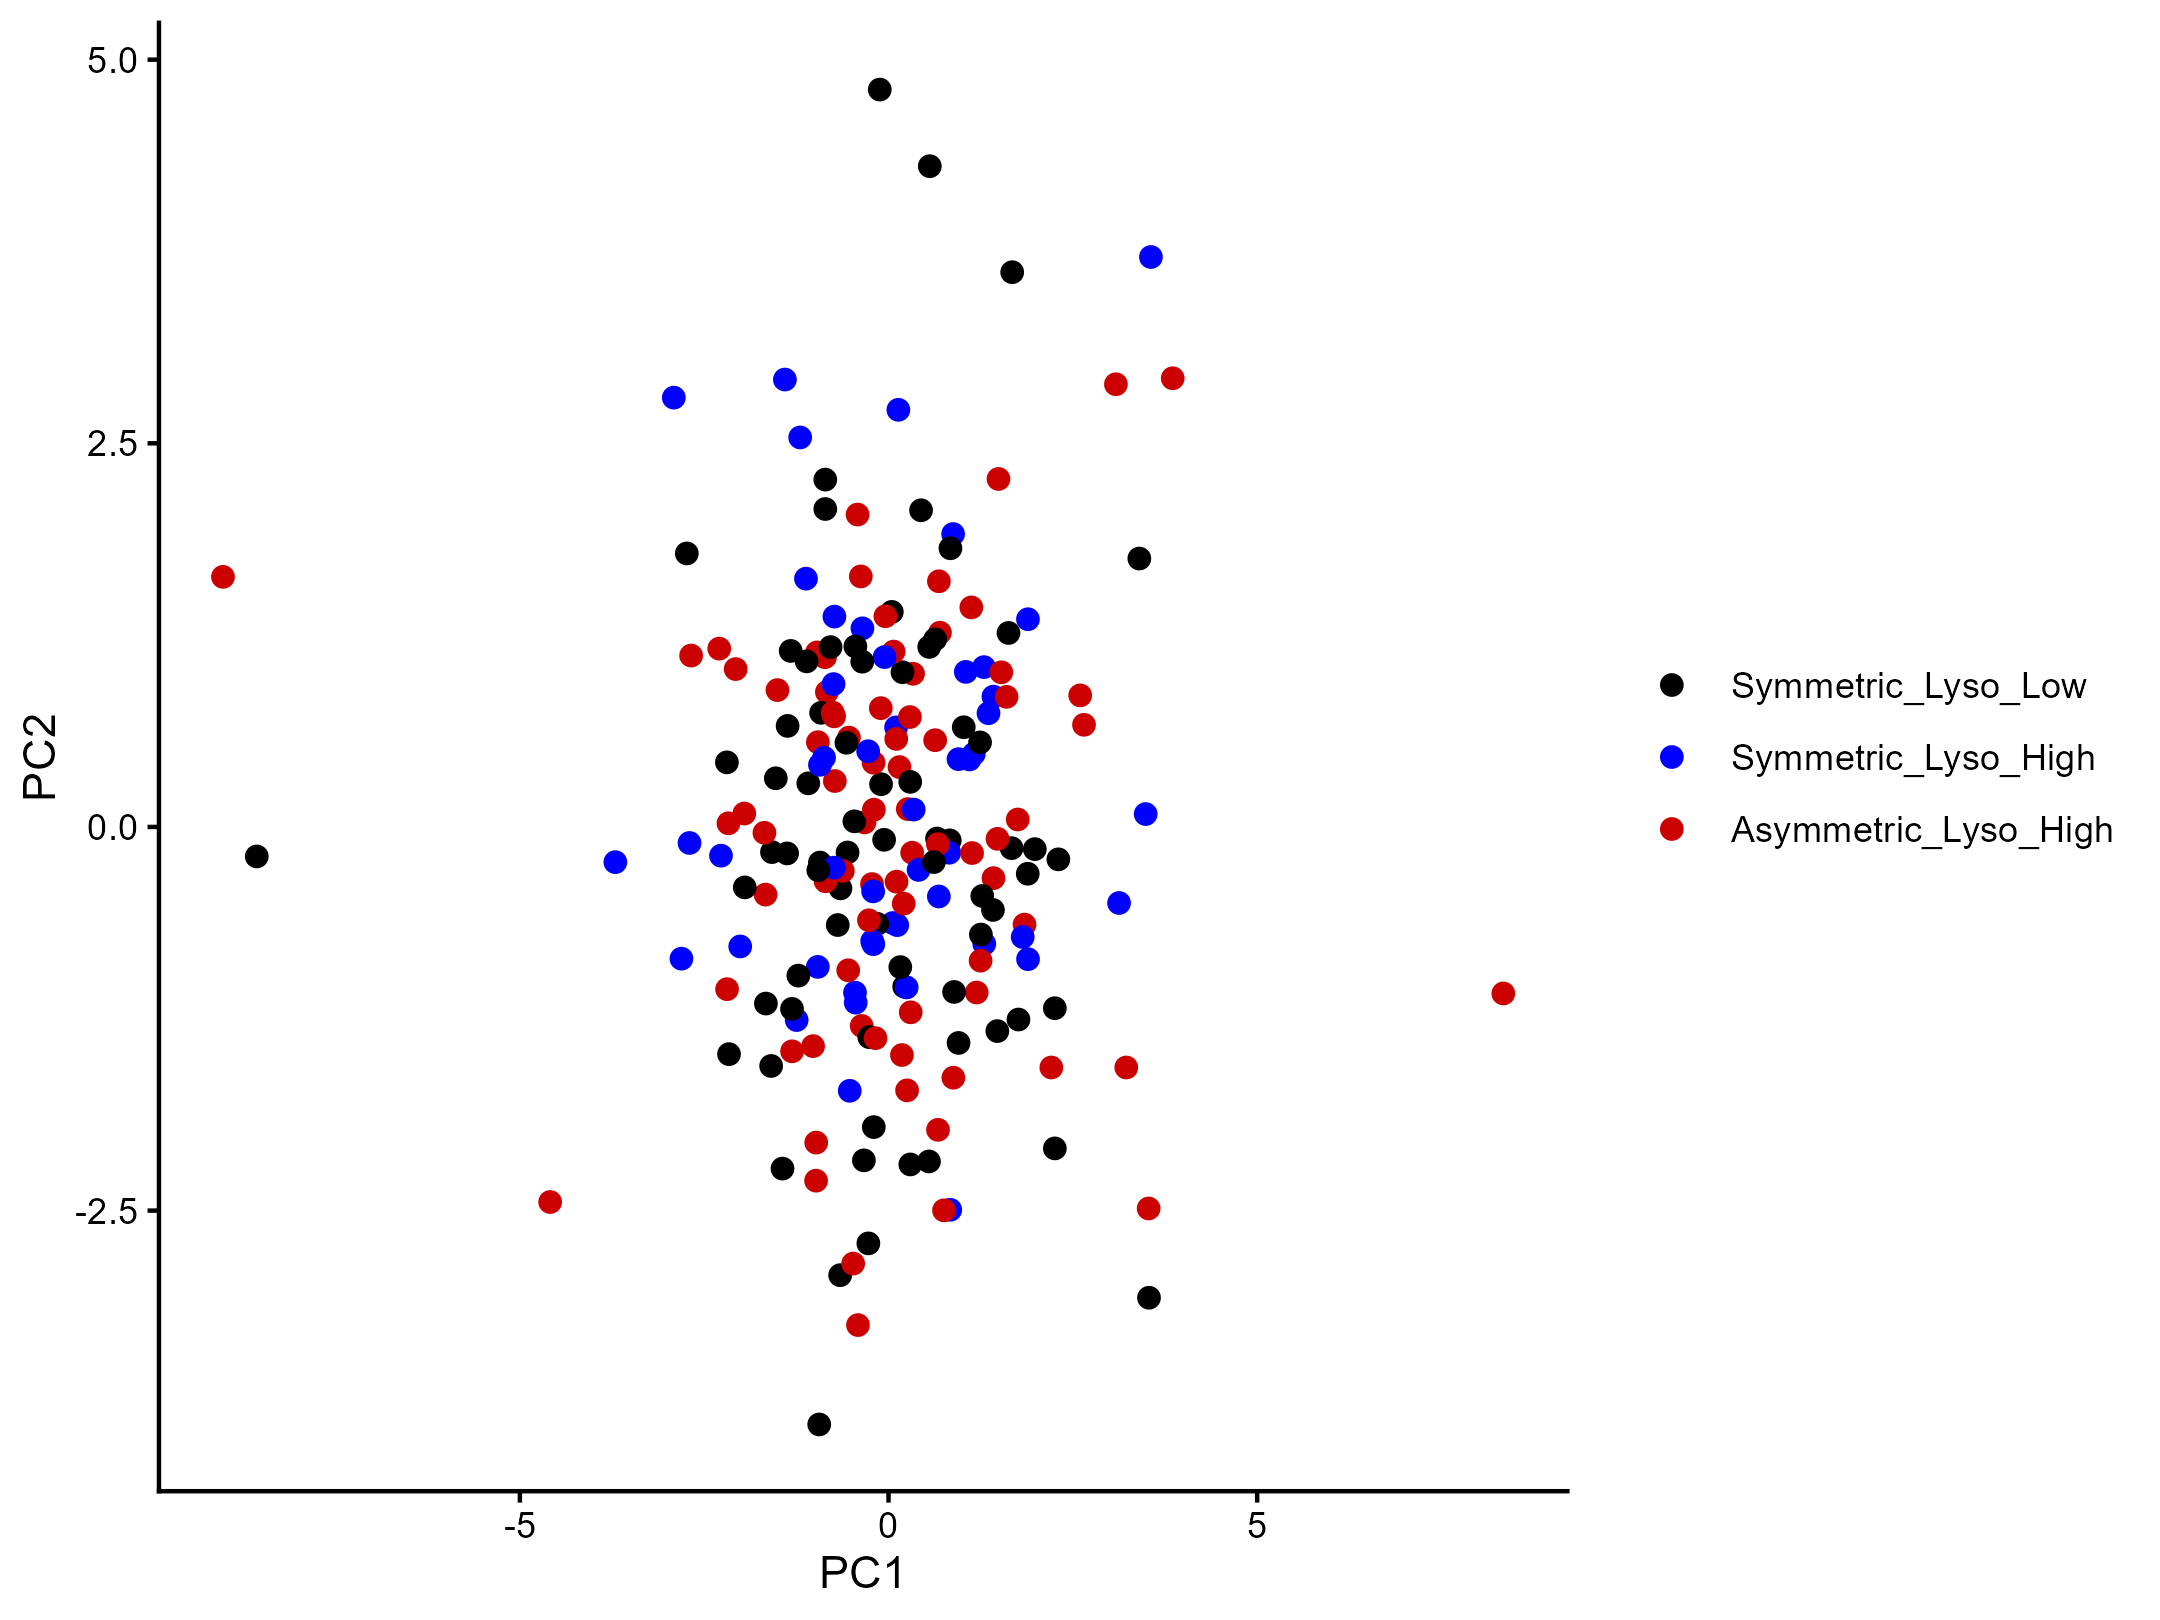 5.0
2.5
0.0
-2.5
PC2
-5 0 5
PC1
Symmetric_Lyso_Low
Symmetric_Lyso_High
Asymmetric_Lyso_High